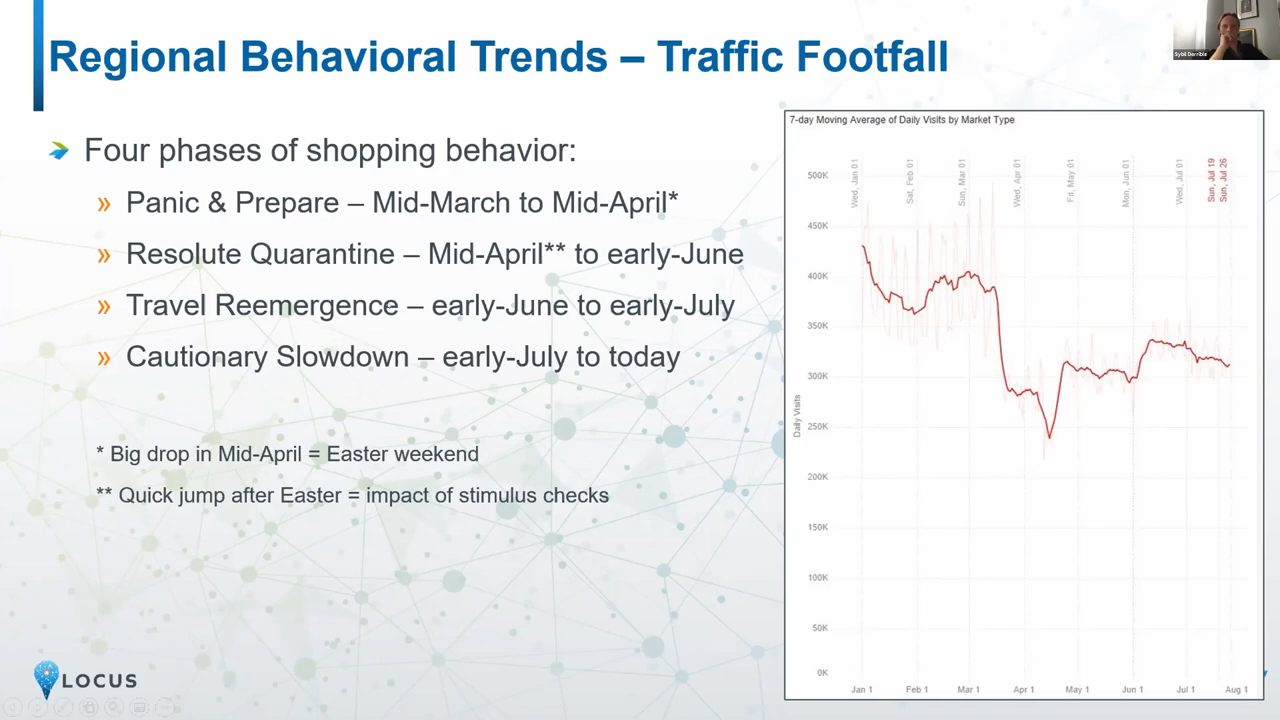 Regional Behavioral Trends – Traffic Footfall
Sybil Derrible
Four phases of shopping behavior:
» Panic & Prepare – Mid-March to Mid-April*
» Resolute Quarantine – Mid-April** to early-June
» Travel Reemergence – early-June to early-July
» Cautionary Slowdown – early-July to today
* Big drop in Mid-April = Easter weekend
** Quick jump after Easter = impact of stimulus checks
LOCUS
7-day Moving Average of Daily Visits by Market Type
Wed, Jan 01
Sat, Feb 01
Sun, Mar 01
Wed, Apr 01
Fri, May 01
Mon, Jun 01
Wed, Jul 01
Sun, Jul 19
Sun, Jul 26
500K
450K
400K
350K
300K
250K
200K
150K
100K
50K
0K
Daily Visits
Jan 1
Feb 1
Mar 1
Apr 1
May 1
Jun 1
Jul 1
Aug 1